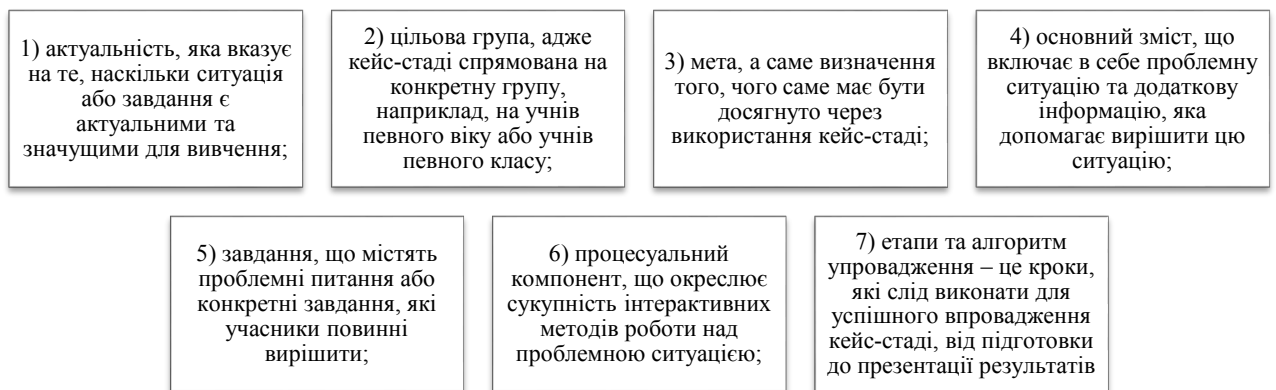 1) актуальність, яка вказує
на те, наскільки ситуація
або завдання є
актуальними та
значущими для вивчення;
2) цільова група, адже
кейс-стаді спрямована на
конкретну групу,
наприклад, на учнів
певного віку або учнів
певного класу;
3) мета, а саме визначення
того, чого саме має бути
досягнуто через
використання кейс-стаді;
4) основний зміст, що
включає в себе проблемну
ситуацію та додаткову
інформацію, яка
допомагає вирішити цю
ситуацію;
5) завдання, що містять
проблемні питання або
конкретні завдання, які
учасники повинні
вирішити;
6) процесуальний
компонент, що окреслює
сукупність інтерактивних
методів роботи над
проблемною ситуацією;
7) етапи та алгоритм
упровадження – це кроки,
які слід виконати для
успішного впровадження
кейс-стаді, від підготовки
до презентації результатів